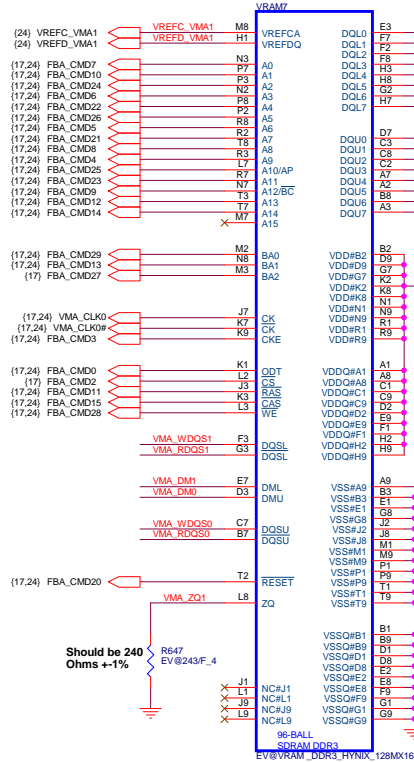 VRAM7
{24} VREFC_VMA1 VREFC_VMA1 M8 VREFCA
{24} VREFD_VMA1 VREFD_VMA1 H1 VREFDQ
{17,24} FBA_CMD7 N3 A0
{17,24} FBA_CMD10 P7 A1
{17,24} FBA_CMD24 P3 A2
{17,24} FBA_CMD6 N2 A3
{17,24} FBA_CMD22 P8 A4
{17,24} FBA_CMD26 P2 A5
{17,24} FBA_CMD5 R8 A6
{17,24} FBA_CMD21 R2 A7
{17,24} FBA_CMD8 T8 A8
{17,24} FBA_CMD4 R3 A9
{17,24} FBA_CMD25 L7 A10/AP
{17,24} FBA_CMD23 R7 A11
{17,24} FBA_CMD9 N7 A12/BC
{17,24} FBA_CMD12 T3 A13
{17,24} FBA_CMD14 T7 A14
M7 A15
{17,24} FBA_CMD29 M2 BA0
{17,24} FBA_CMD13 N8 BA1
{17} FBA_CMD27 M3 BA2
{17,24} VMA_CLK0 J7 CK
{17,24} VMA_CLK0# K7 CK
{17,24} FBA_CMD3 K9 CKE
{17,24} FBA_CMD0 K1 ODT
{17} FBA_CMD2 L2 CS
{17,24} FBA_CMD11 J3 RAS
{17,24} FBA_CMD15 K3 CAS
{17,24} FBA_CMD28 L3 WE
VMA_WDQS1 F3 DQSL
VMA_RDQS1 G3 DQSL
VMA_DM1 E7 DML
VMA_DM0 D3 DMU
VMA_WDQS0 C7 DQSU
VMA_RDQS0 B7 DQSU
{17,24} FBA_CMD20 T2 RESET
VMA_ZQ1 L8 ZQ
Should be 240
Ohms +-1%
R647
EV@243/F_4
J1 NC#J1
L1 NC#L1
J9 NC#J9
L9 NC#L9
DQL0 E3
DQL1 F7
DQL2 F2
DQL3 F8
DQL4 H3
DQL5 H8
DQL6 G2
DQL7 H7
DQU0 D7
DQU1 C3
DQU2 C8
DQU3 C2
DQU4 A7
DQU5 A2
DQU6 B8
DQU7 A3
VDD#B2 B2
VDD#D9 D9
VDD#G7 G7
VDD#K2 K2
VDD#K8 K8
VDD#N1 N1
VDD#N9 N9
VDD#R1 R1
VDD#R9 R9
VDDQ#A1 A1
VDDQ#A8 A8
VDDQ#C1 C1
VDDQ#C9 C9
VDDQ#D2 D2
VDDQ#E9 E9
VDDQ#F1 F1
VDDQ#H2 H2
VDDQ#H9 H9
VSS#A9 A9
VSS#B3 B3
VSS#E1 E1
VSS#G8 G8
VSS#J2 J2
VSS#J8 J8
VSS#M1 M1
VSS#M9 M9
VSS#P1 P1
VSS#P9 P9
VSS#T1 T1
VSS#T9 T9
VSSQ#B1 B1
VSSQ#B9 B9
VSSQ#D1 D1
VSSQ#D8 D8
VSSQ#E2 E2
VSSQ#E8 E8
VSSQ#F9 F9
VSSQ#G1 G1
VSSQ#G9 G9
96-BALL
SDRAM DDR3
EV@VRAM _DDR3_HYNIX_128MX16